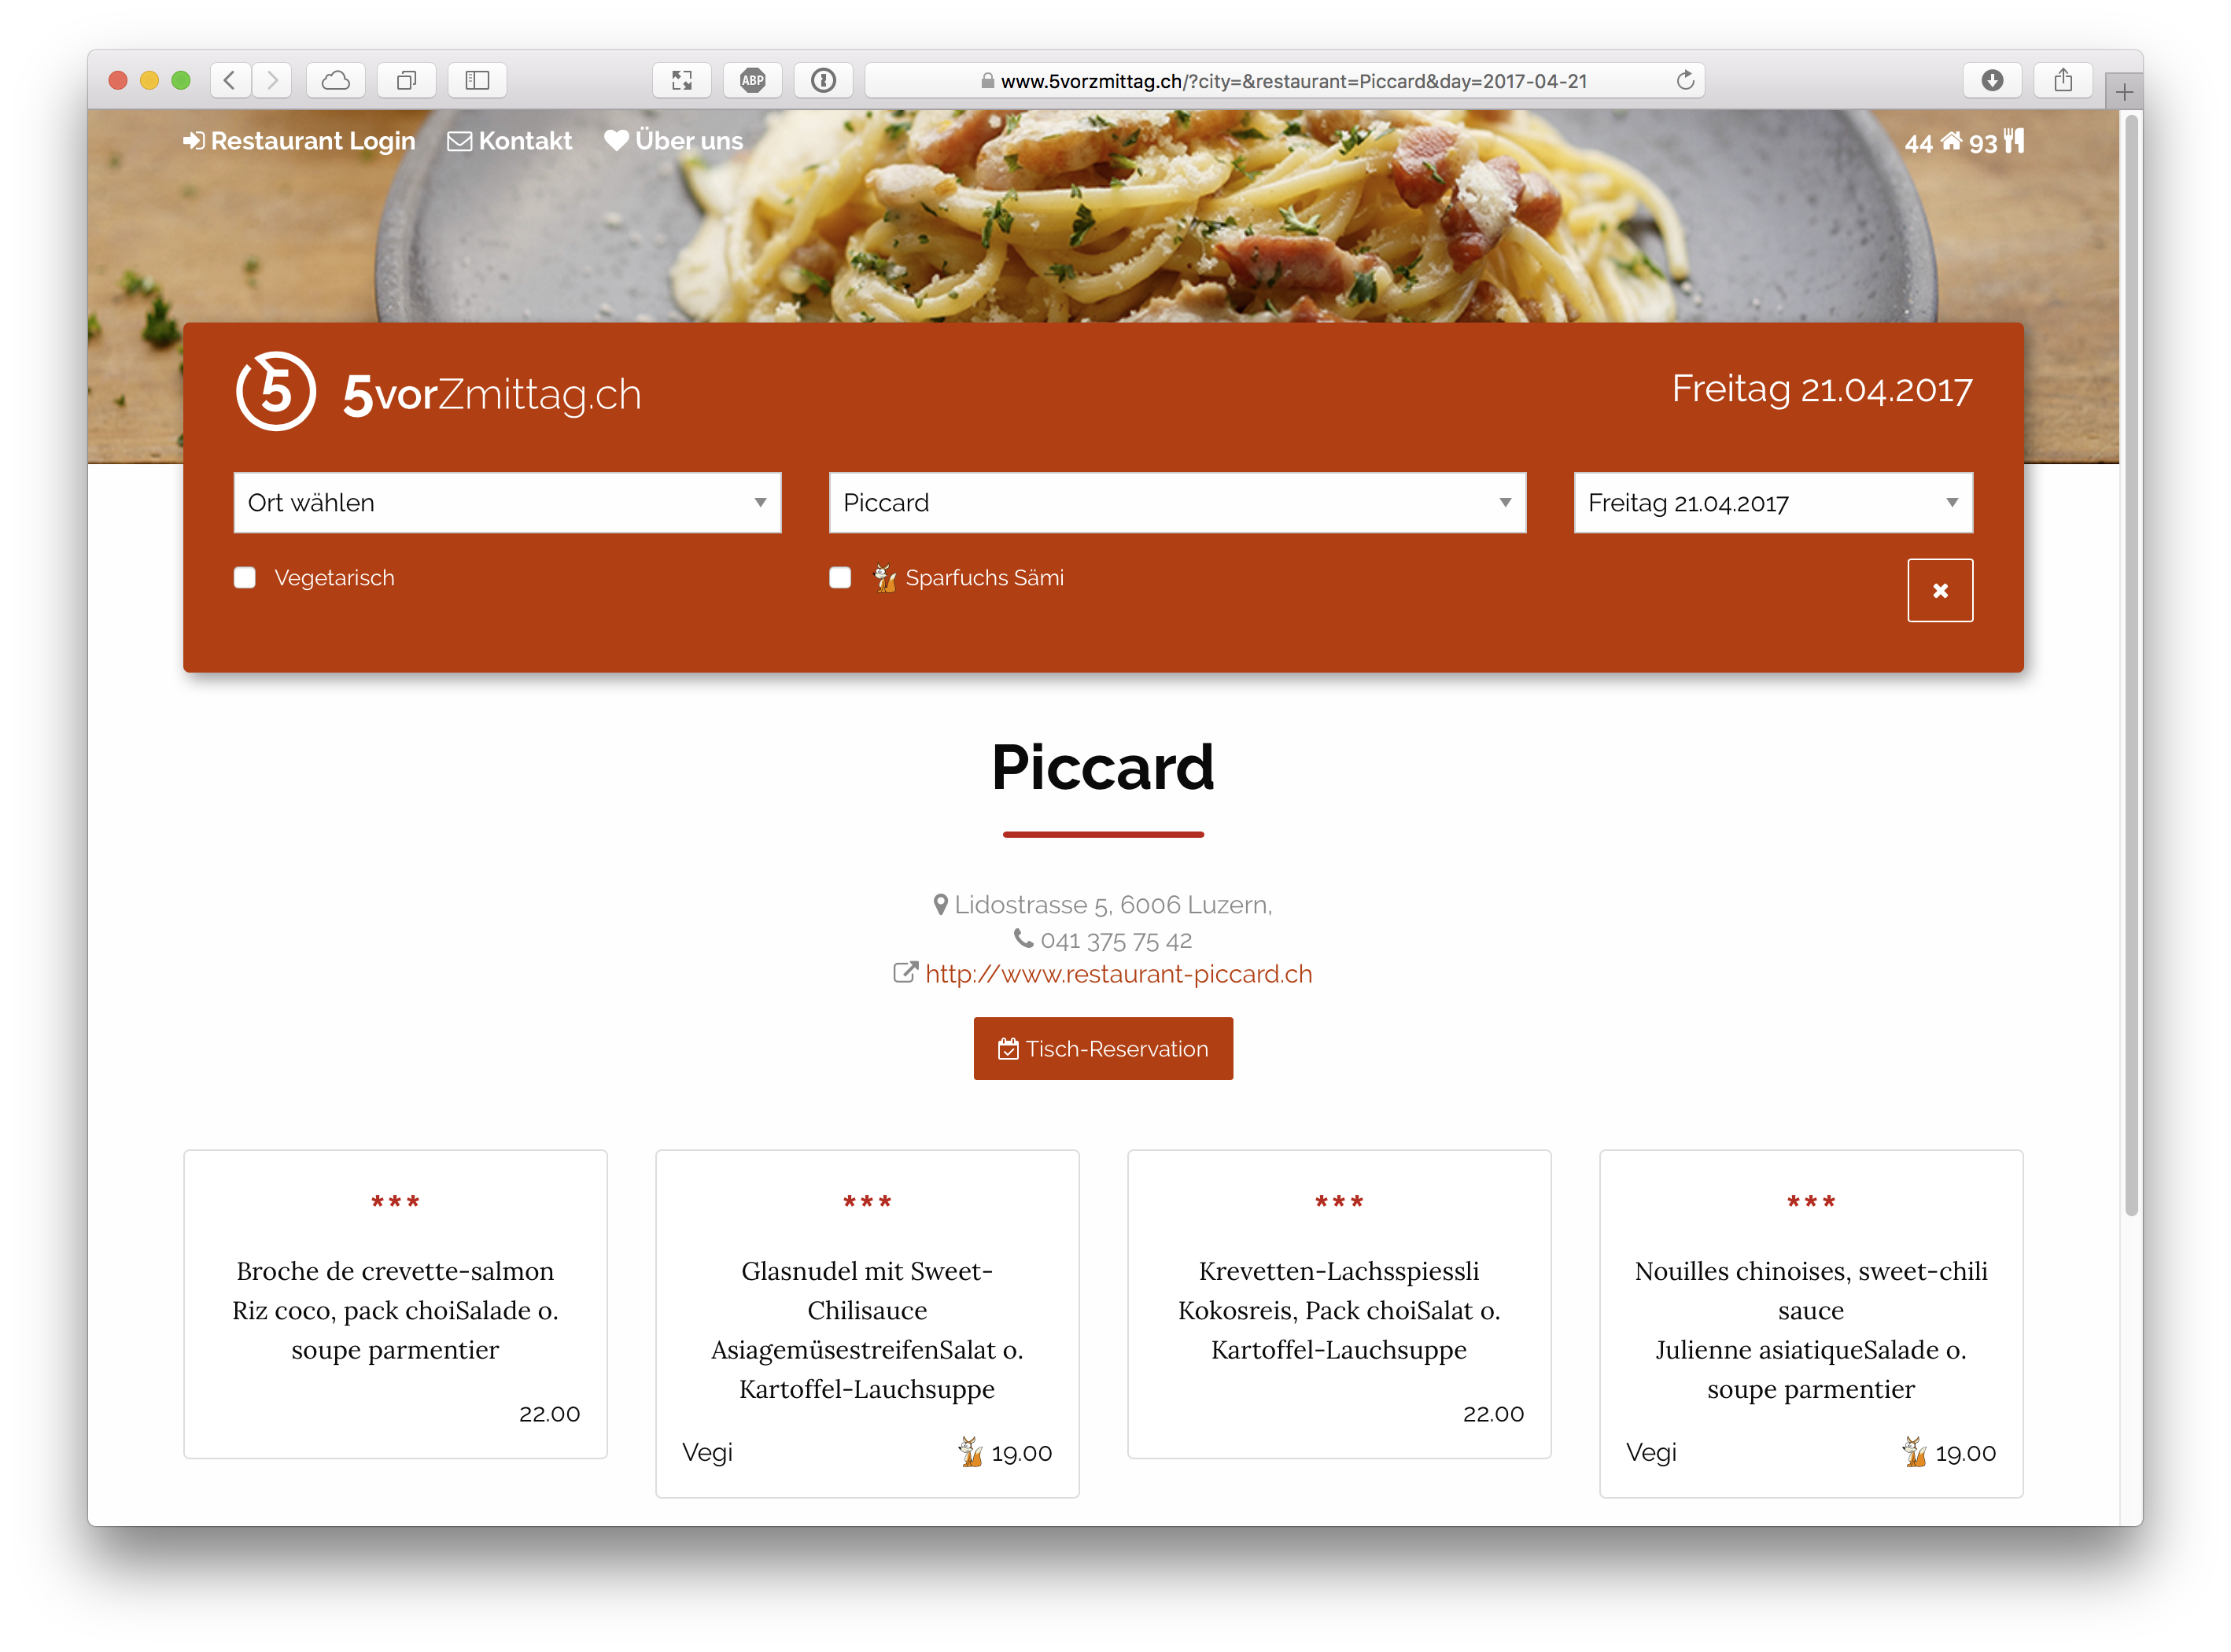 ABP
www.5vorzmittag.ch/?city=&restaurant=Piccard&day=2017-04-21
Restaurant Login Kontakt Über uns
44 93
5 5vorZmittag.ch
Freitag 21.04.2017
Ort wählen
Piccard
Freitag 21.04.2017
Vegetarisch
Sparfuchs Sämi
Piccard
Lidostrasse 5, 6006 Luzern,
041 375 75 42
http://www.restaurant-piccard.ch
Tisch-Reservation
***
Broche de crevette-salmon
Riz coco, pack choiSalade o.
soupe parmentier
22.00
***
Glasnudel mit Sweet-
Chilisauce
AsiagemüsestreifenSalat o.
Kartoffel-Lauchsuppe
Vegi 19.00
***
Krevetten-Lachsspiessli
Kokosreis, Pack choiSalat o.
Kartoffel-Lauchsuppe
22.00
***
Nouilles chinoises, sweet-chili
sauce
Julienne asiatiqueSalade o.
soupe parmentier
Vegi 19.00